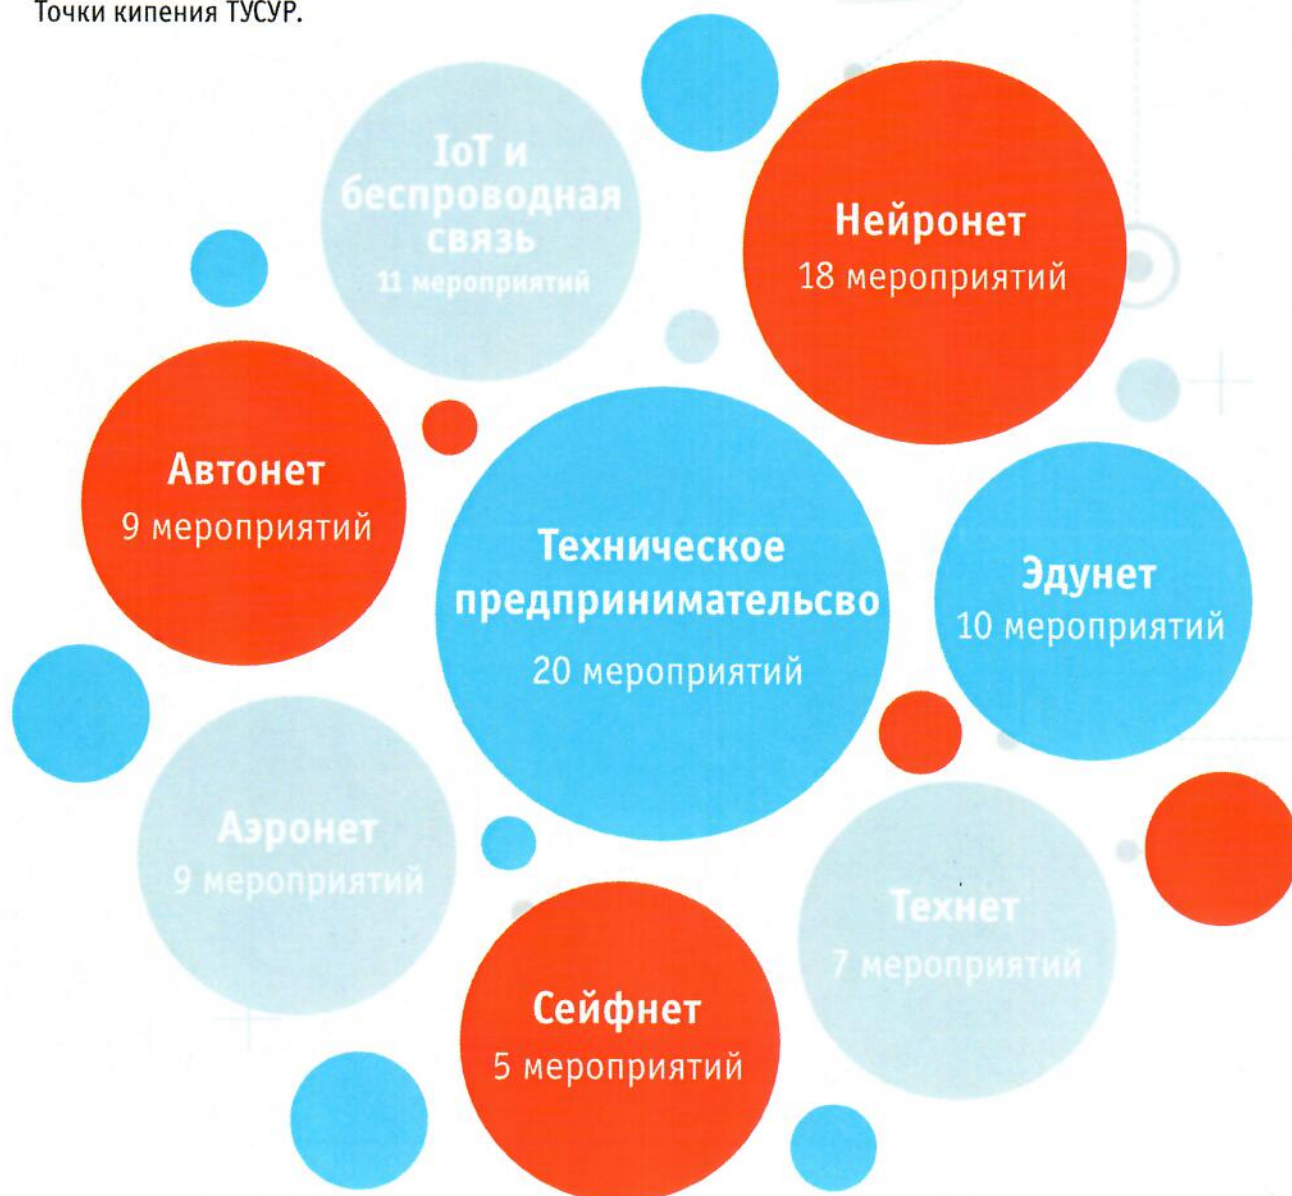 Точки кипения ТУСУР.
IoT и
беспроводная
связь
11 мероприятий
Нейронет
18 мероприятий
Автонет
9 мероприятий
Техническое
предпринимательсво
20 мероприятий
Эдунет
10 мероприятий
Аэронет
9 мероприятий
Технет
7 мероприятий
Сейфнет
5 мероприятий